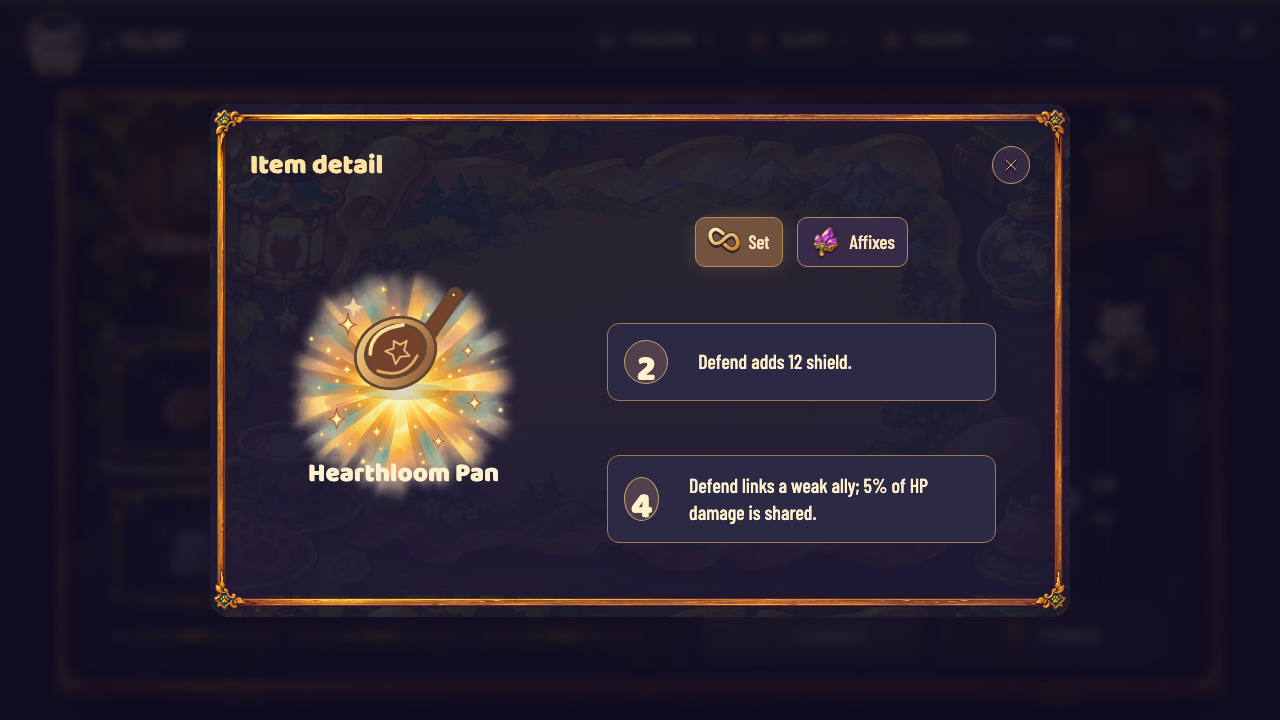 Item detail
Set
Affixes
Hearthloom Pan
2
Defend adds 12 shield.
4
Defend links a weak ally; 5% of HP
damage is shared.